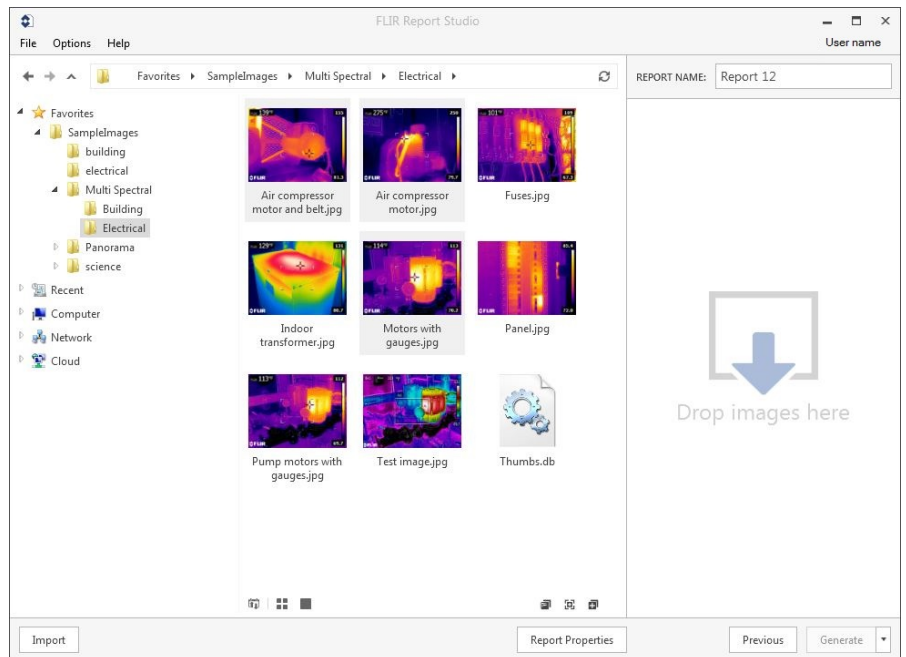 FLIR Report Studio
File Options Help
User name
Favorites SampleImages Multi Spectral Electrical
REPORT NAME: Report 12
Favorites
SampleImages
building
electrical
Multi Spectral
Building
Electrical
Panorama
science
Recent
Computer
Network
Cloud
Air compressor
motor and belt.jpg
Air compressor
motor.jpg
Fuses.jpg
Indoor
transformer.jpg
Motors with
gauges.jpg
Panel.jpg
Pump motors with
gauges.jpg
Test image.jpg
Thumbs.db
Drop images here
Import
Report Properties
Previous
Generate